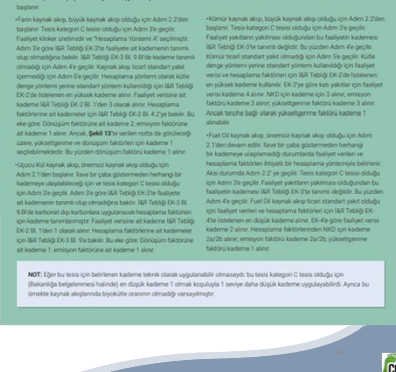 başlanır.
•Farin kaynak akışı, büyük kaynak akışı olduğu için Adım 2.2'den
başlanır. Tesis kategori C tesisi olduğu için Adım 3'e geçilir.
Faaliyet klinker üretimidir ve "Hesaplama Yöntemi A" seçilmiştir.
Adım 3'e göre I&R Tebliği EK-3'te faaliyete ait kademenin tanımlı
olup olmadığına bakılır. I&R Tebliği EK-3 Bl. 9.B'de kademe tanımlı
olmadığı için Adım 4'e geçilir. Kaynak akışı ticari standart yakıt
içermediği için Adım 5'e geçilir. Hesaplama yöntemi olarak kütle
denge yöntemi yerine standart yöntem kullanıldığı için I&R Tebliği
EK-2'de listelenen en yüksek kademe alınır. Faaliyet verisine ait
kademe I&R Tebliği EK-2 Bl. 1'den 3 olarak alınır. Hesaplama
faktörlerine ait kademeler için I&R Tebliği EK-2 Bl. 4.2'ye bakılır. Bu
eke göre: Dönüşüm faktörüne ait kademe 2; emisyon faktörüne
ait kademe 1 alınır. Ancak, Şekil 13'te verilen notta da görüleceği
üzere, yükseltgenme ve dönüşüm faktörleri için kademe 1
seçilebilmektedir. Bu yüzden dönüşüm faktörü kademe 1 alınır.
•Uçucu Kül kaynak akışı, önemsiz kaynak akışı olduğu için
Adım 2.1'den başlanır. İlave bir çaba göstermeden herhangi bir
kademeye ulaşılabileceği için ve tesis kategori C tesisi olduğu
için Adım 3'e geçilir. Adım 3'e göre I&R Tebliği EK-3'te faaliyete
ait kademenin tanımlı olup olmadığına bakılır. I&R Tebliği EK-3 Bl.
9.B'de karbonat dışı karbonlara uygulanacak hesaplama faktörleri
için kademe tanımlanmıştır. Faaliyet verisine ait kademe I&R Tebliği
EK-2 Bl. 1'den 1 olarak alınır. Hesaplama faktörlerine ait kademeler
için I&R Tebliği EK-3 Bl. 9'a bakılır. Bu eke göre: Dönüşüm faktörüne
ait kademe 1; emisyon faktörüne ait kademe 1 alınır.
•Kömür kaynak akışı, büyük kaynak akışı olduğu için Adım 2.2'den
başlanır. Tesis kategori C tesisi olduğu için Adım 3'e geçilir.
Faaliyet yakıtların yakılması olduğundan bu faaliyetin kademesi
I&R Tebliği EK-3'te tanımlı değildir. Bu yüzden Adım 4'e geçilir.
Kömür ticari standart yakıt olmadığı için Adım 5'e geçilir. Kütle
denge yöntemi yerine standart yöntem kullanıldığı için faaliyet
verisi ve hesaplama faktörleri için I&R Tebliği EK-2'de listelenen
en yüksek kademe kullanılır. EK-2'ye göre katı yakıtlar için faaliyet
verisi kademe 4 alınır. NKD için kademe için 3 alınır; emisyon
faktörü kademe 3 alınır; yükseltgenme faktörü kademe 3 alınır.
Ancak tercihe bağlı olarak yükseltgenme faktörü kademe 1
alınabilir.
•Fuel Oil kaynak akışı, önemsiz kaynak akışı olduğu için Adım
2.1'den devam edilir. İlave bir çaba göstermeden herhangi
bir kademeye ulaşılamadığı durumlarda faaliyet verileri ve
hesaplama faktörleri ihtiyatlı bir hesaplama yöntemiyle belirlenir.
Aksi durumda Adım 2.2' ye geçilir. Tesis kategori C tesisi olduğu
için Adım 3'e geçilir. Faaliyet yakıtların yakılması olduğundan bu
faaliyetin kademesi I&R Tebliği EK-3'te tanımlı değildir. Bu yüzden
Adım 4'e geçilir. Fuel Oil kaynak akışı ticari standart yakıt olduğu
için faaliyet verileri ve hesaplama faktörleri için I&R Tebliği EK-
4'te listelenen en düşük kademe alınır. EK-4'e göre faaliyet verisi
kademe 2 alınır. Hesaplama faktörlerinden NKD için kademe
2a/2b alınır; emisyon faktörü kademe 2a/2b, yükseltgenme
faktörü kademe 1 alınır.
NOT: Eğer bu tesis için belirlenen kademe teknik olarak uygulanabilir olmasaydı bu tesis kategori C tesisi olduğu için
(Bakanlığa belgelenmesi halinde) en düşük kademe 1 olmak koşuluyla 1 seviye daha düşük kademe uygulayabilirdi. Ayrıca bu
örnekte kaynak akışlarında biyokütle oranının olmadığı varsayılmıştır.